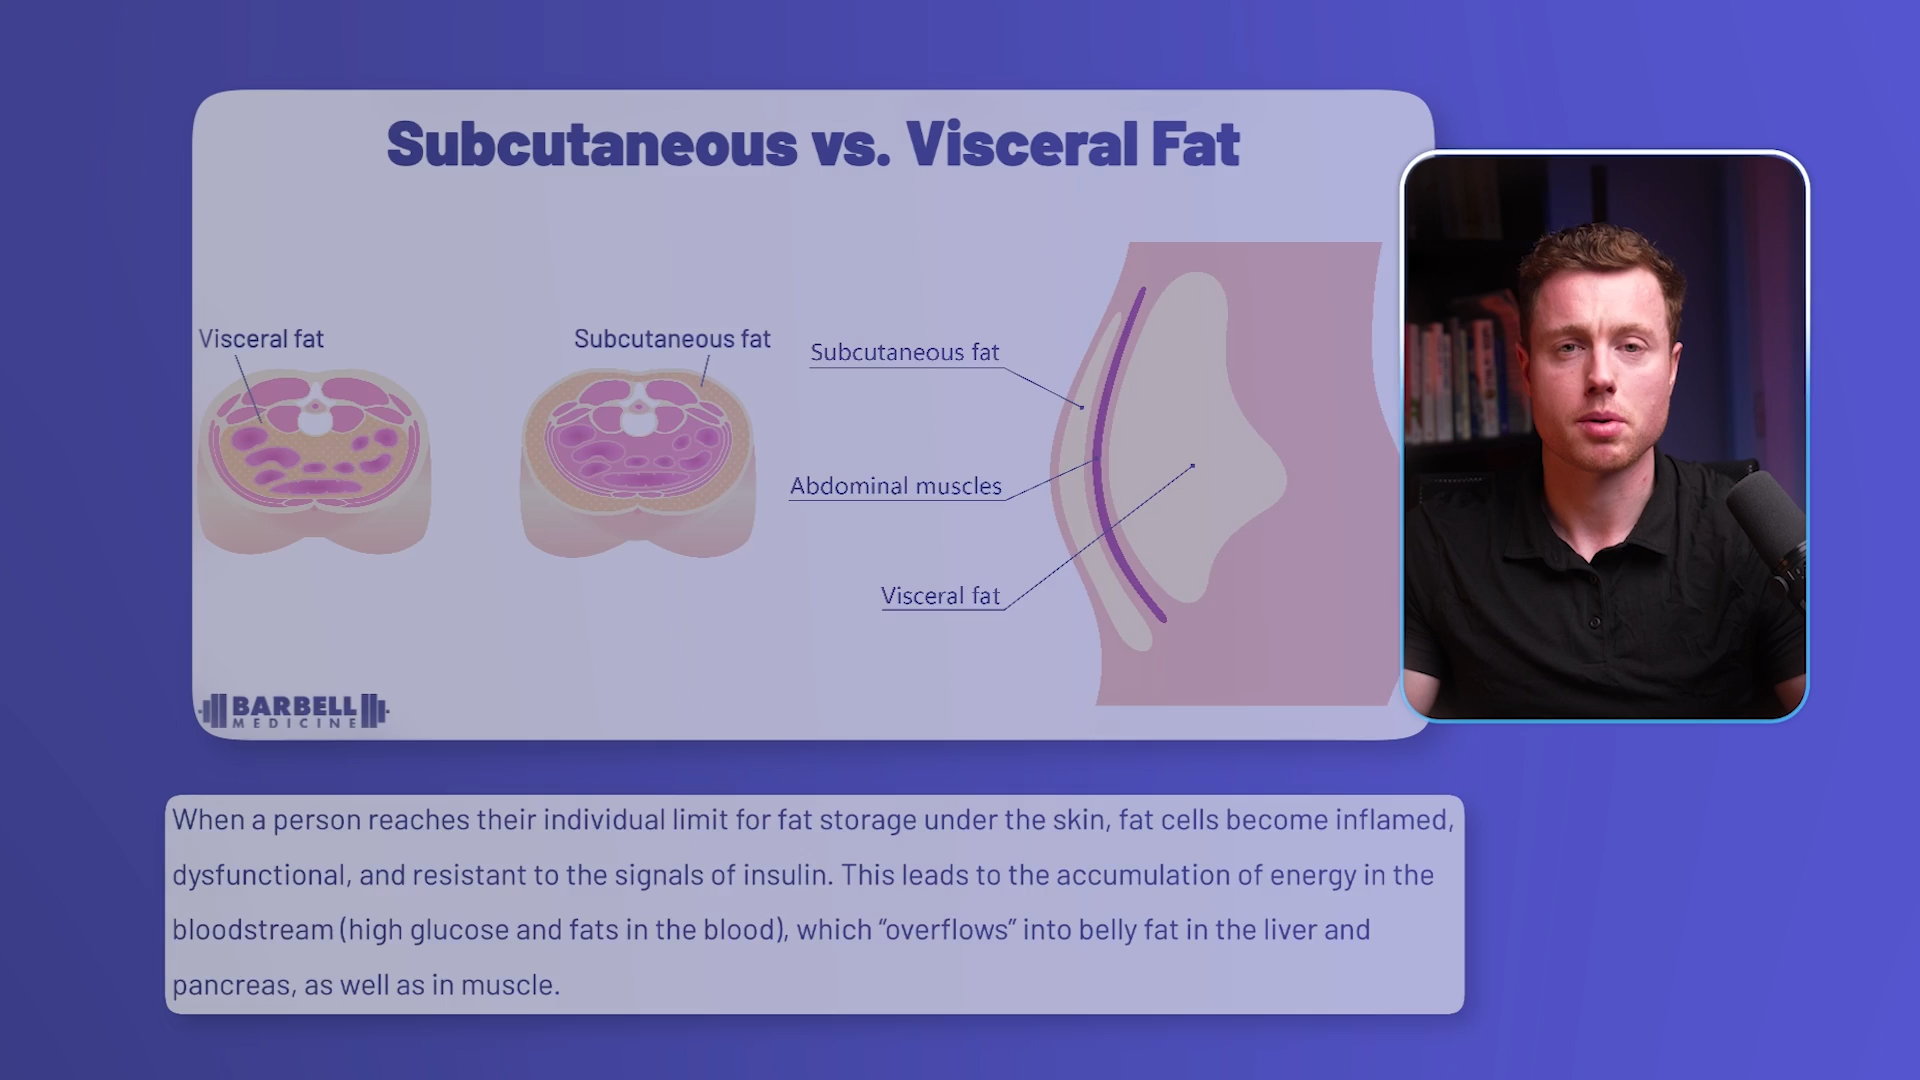 Subcutaneous vs. Visceral Fat
Visceral fat
Subcutaneous fat
Subcutaneous fat
Abdominal muscles
Visceral fat
BARBELL
MEDICINE
When a person reaches their individual limit for fat storage under the skin, fat cells become inflamed,
dysfunctional, and resistant to the signals of insulin. This leads to the accumulation of energy in the
bloodstream (high glucose and fats in the blood), which “overflows” into belly fat in the liver and
pancreas, as well as in muscle.